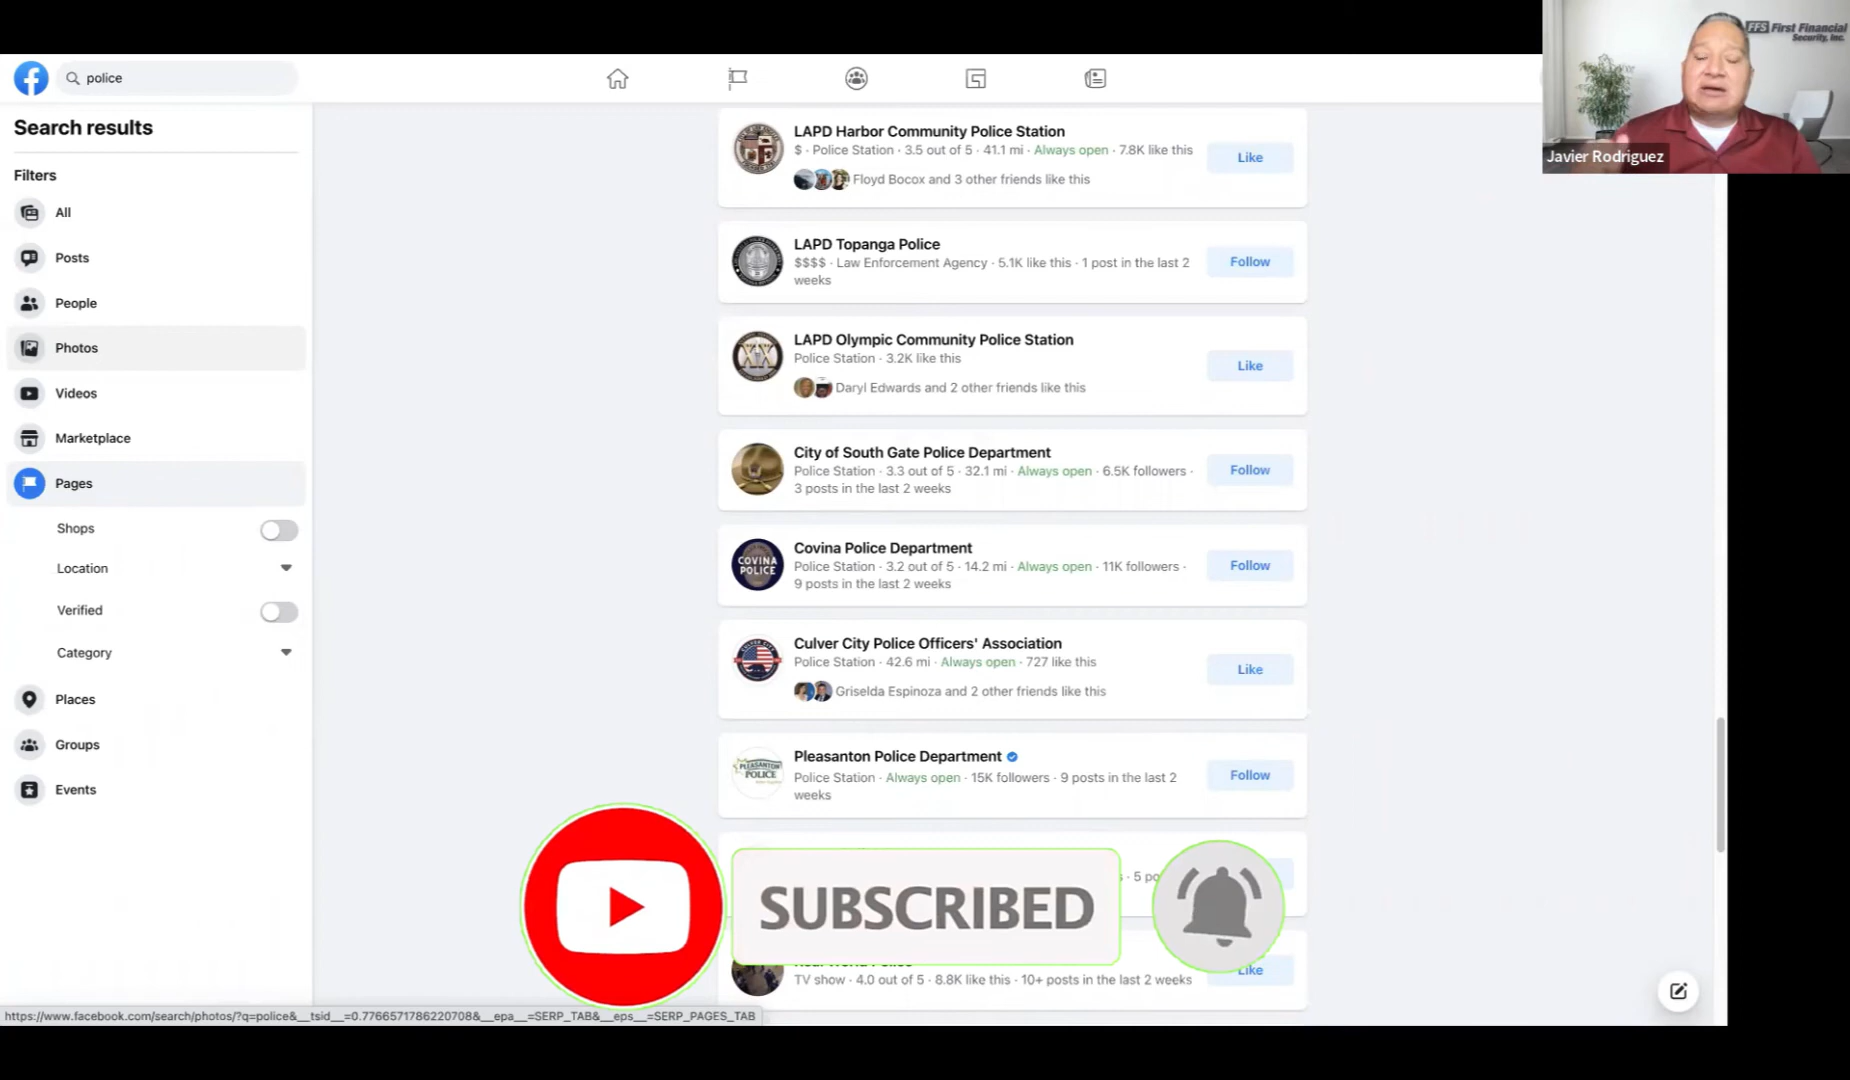 FFS First Financial
Security, Inc.
Javier Rodriguez
police
Search results
Filters
All
Posts
People
Photos
Videos
Marketplace
Pages
Shops
Location
Verified
Category
Places
Groups
Events
LAPD Harbor Community Police Station
$ · Police Station · 3.5 out of 5 · 41.1 mi · Always open · 7.8K like this
Floyd Bocox and 3 other friends like this
Like
LAPD Topanga Police
$$$$ · Law Enforcement Agency · 5.1K like this · 1 post in the last 2
weeks
Follow
LAPD Olympic Community Police Station
Police Station · 3.2K like this
Daryl Edwards and 2 other friends like this
Like
City of South Gate Police Department
Police Station · 3.3 out of 5 · 32.1 mi · Always open · 6.5K followers ·
3 posts in the last 2 weeks
Follow
COVINA
POLICE
Covina Police Department
Police Station · 3.2 out of 5 · 14.2 mi · Always open · 11K followers ·
9 posts in the last 2 weeks
Follow
Culver City Police Officers' Association
Police Station · 42.6 mi · Always open · 727 like this
Griselda Espinoza and 2 other friends like this
Like
PLEASANTON
POLICE
Pleasanton Police Department
Police Station · Always open · 15K followers · 9 posts in the last 2
weeks
Follow
SUBSCRIBED
TV show · 4.0 out of 5 · 8.8K like this · 10+ posts in the last 2 weeks
Like
https://www.facebook.com/search/photos/?q=police&__tsid__=0.7766571786220708&__epa__=SERP_TAB&__eps__=SERP_PAGES_TAB